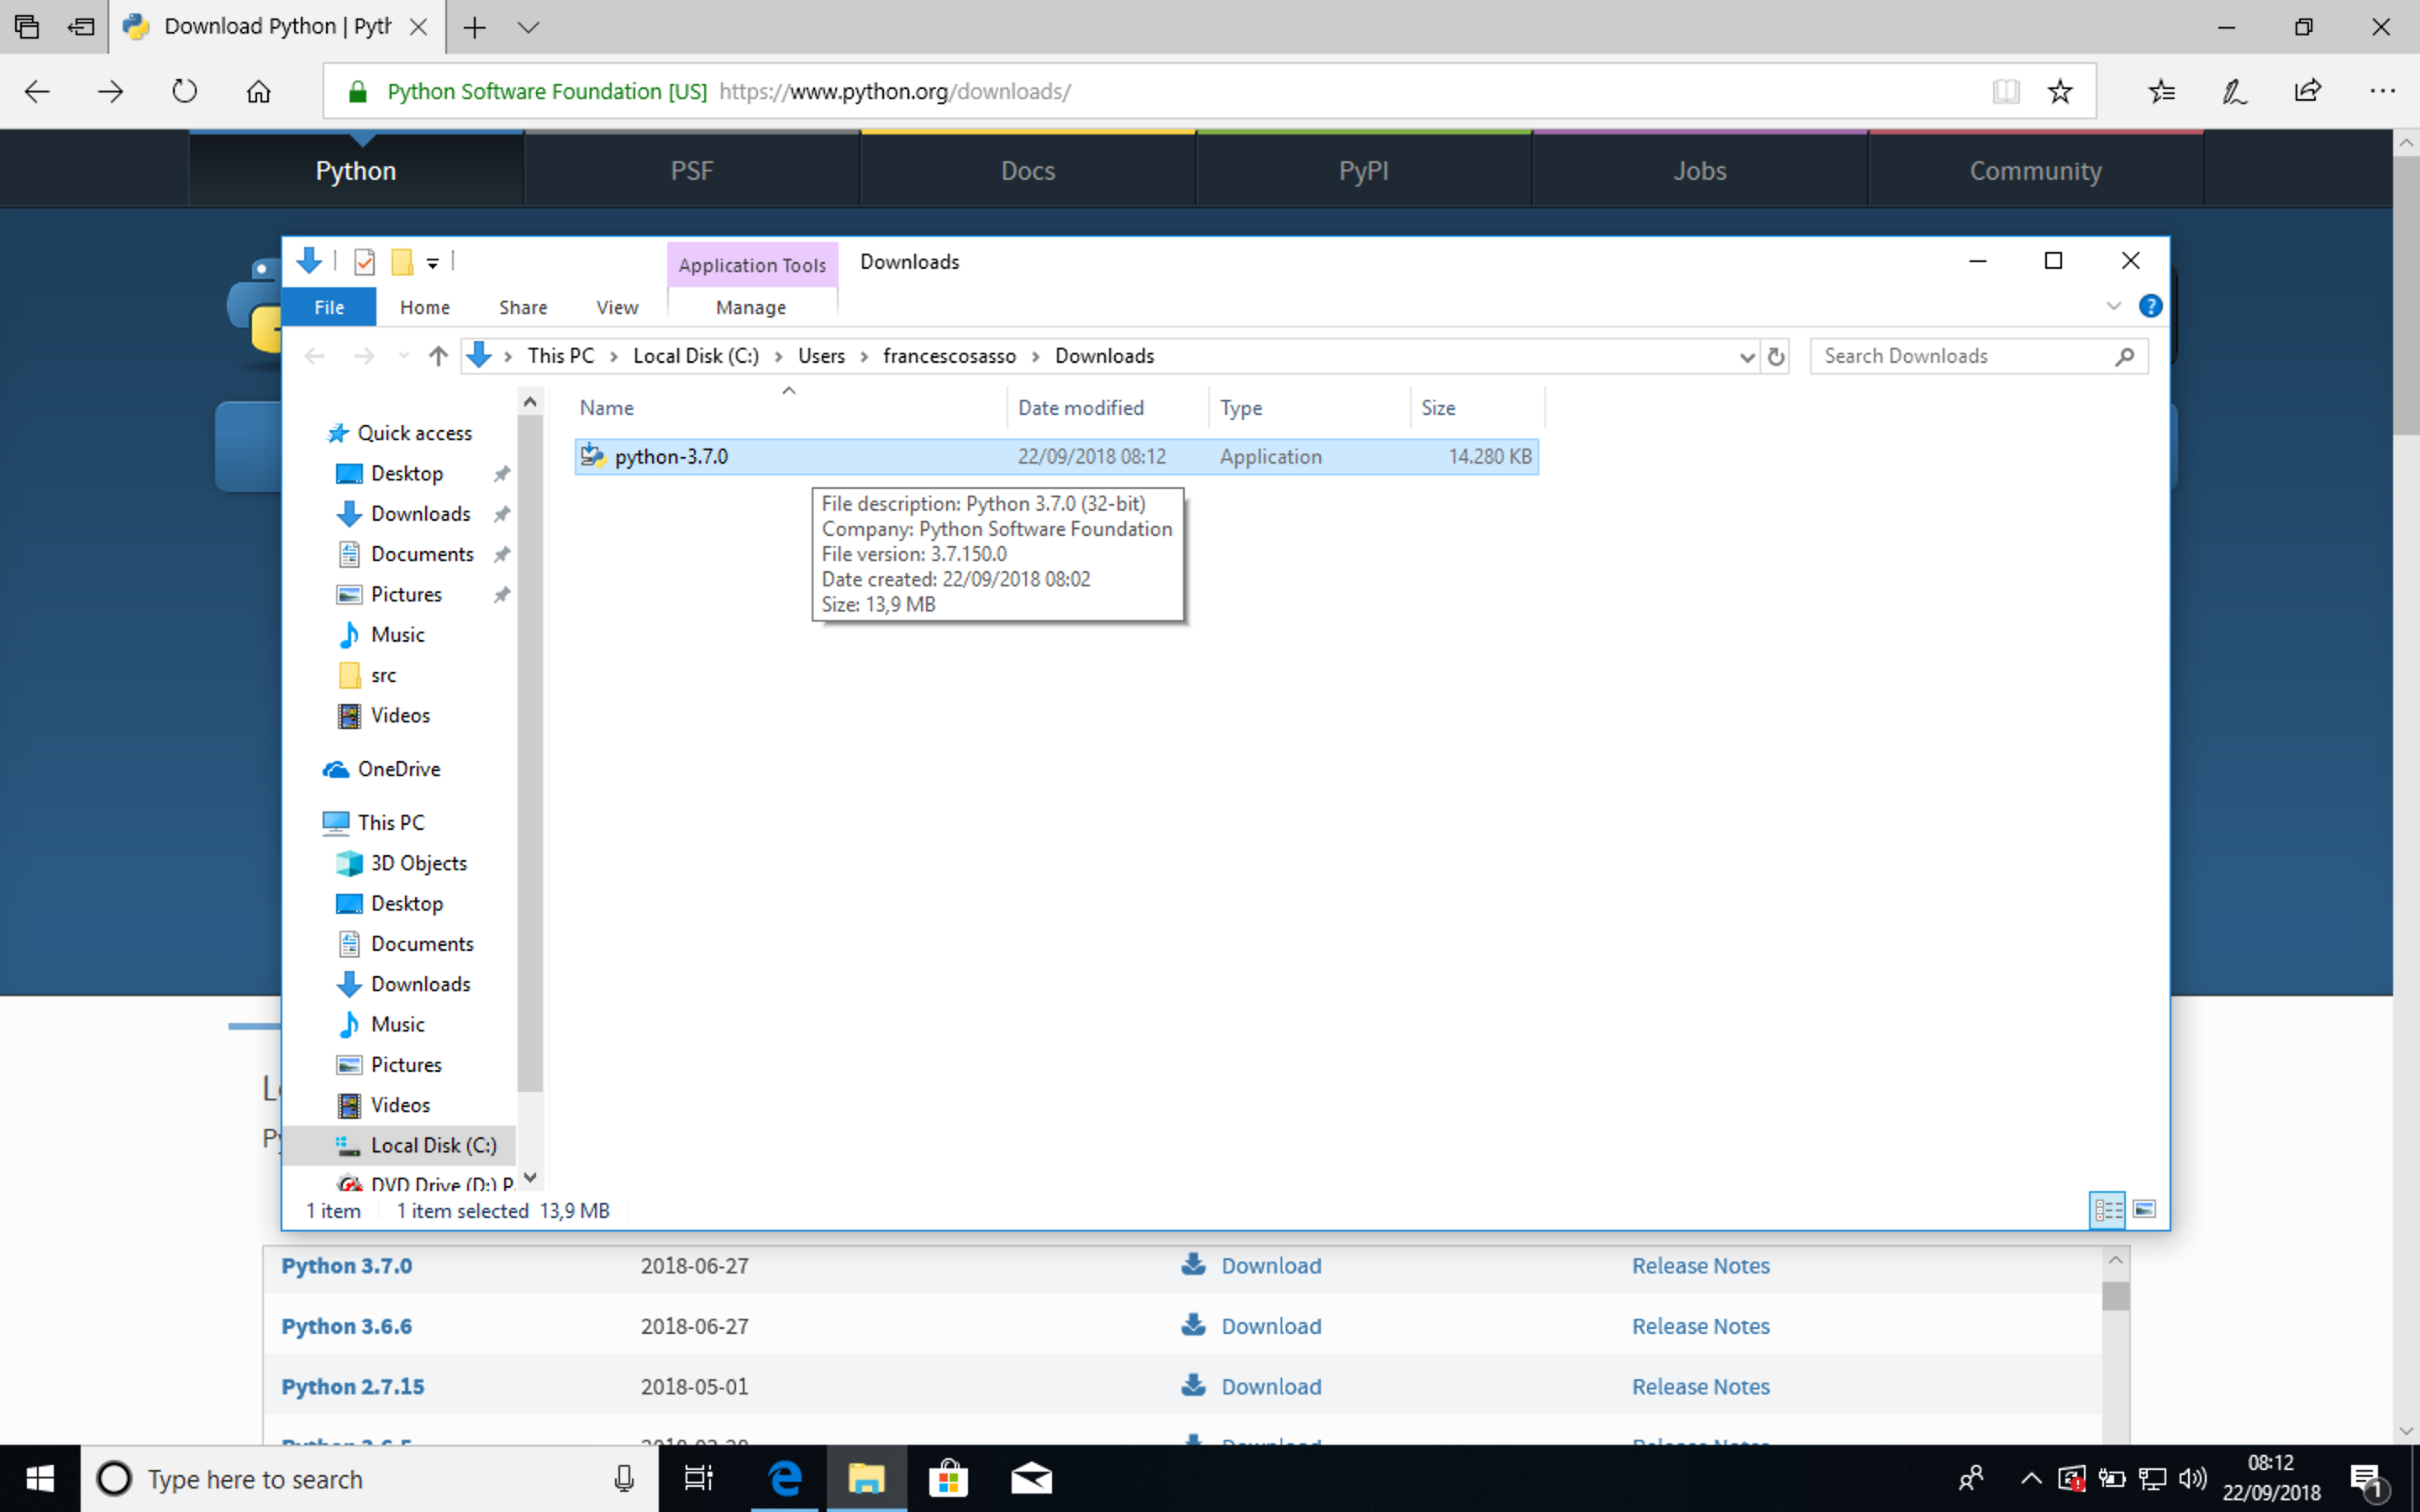 Download Python | Pyth
Python Software Foundation [US] https://www.python.org/downloads/
Python PSF Docs PyPI Jobs Community
Application Tools Downloads
File Home Share View Manage
This PC Local Disk (C:) Users francescosasso Downloads Search Downloads
Name Date modified Type Size
python-3.7.0 22/09/2018 08:12 Application 14.280 KB
File description: Python 3.7.0 (32-bit)
Company: Python Software Foundation
File version: 3.7.150.0
Date created: 22/09/2018 08:02
Size: 13,9 MB
Quick access
Desktop
Downloads
Documents
Pictures
Music
src
Videos
OneDrive
This PC
3D Objects
Desktop
Documents
Downloads
Music
Pictures
Videos
Local Disk (C:)
DVD Drive (D:) P
1 item 1 item selected 13,9 MB
Python 3.7.0 2018-06-27 Download Release Notes
Python 3.6.6 2018-06-27 Download Release Notes
Python 2.7.15 2018-05-01 Download Release Notes
Type here to search
08:12
22/09/2018
1